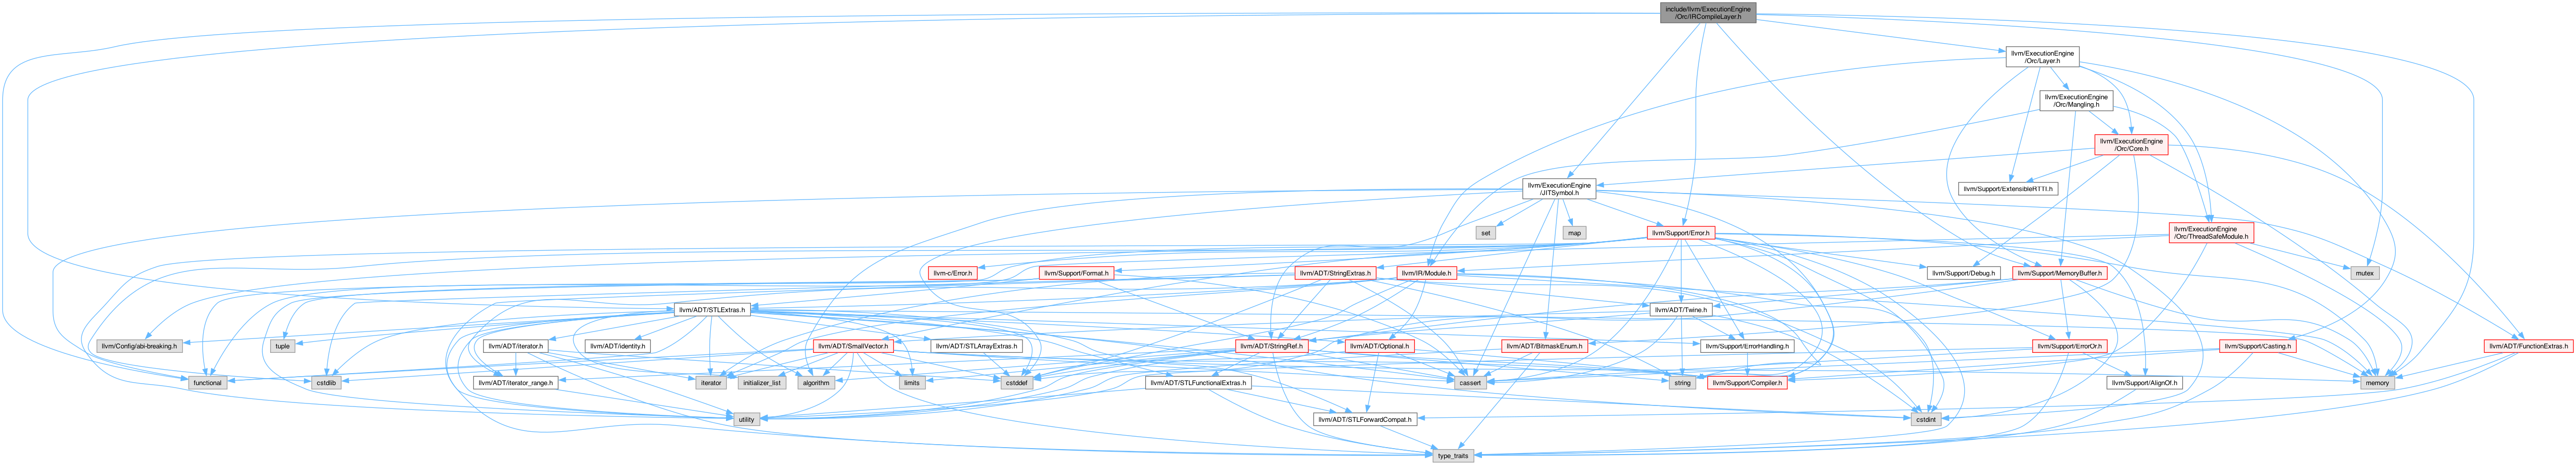 include/llvm/ExecutionEngine
/Orc/IRCompileLayer.h
llvm/ExecutionEngine
/Orc/Layer.h
llvm/ExecutionEngine
/Orc/Mangling.h
llvm/ExecutionEngine
/Orc/Core.h
llvm/ExecutionEngine
/JITSymbol.h
llvm/Support/ExtensibleRTTI.h
set
map
llvm/Support/Error.h
llvm/ExecutionEngine
/Orc/ThreadSafeModule.h
llvm-c/Error.h
llvm/Support/Format.h
llvm/ADT/StringExtras.h
llvm/IR/Module.h
llvm/Support/Debug.h
llvm/Support/MemoryBuffer.h
mutex
llvm/ADT/STLExtras.h
llvm/ADT/Twine.h
llvm/Config/abi-breaking.h
tuple
llvm/ADT/iterator.h
llvm/ADT/identity.h
llvm/ADT/SmallVector.h
llvm/ADT/STLArrayExtras.h
llvm/ADT/StringRef.h
llvm/ADT/Optional.h
llvm/ADT/BitmaskEnum.h
llvm/Support/ErrorHandling.h
llvm/Support/ErrorOr.h
llvm/Support/Casting.h
llvm/ADT/FunctionExtras.h
functional
cstdlib
llvm/ADT/iterator_range.h
iterator
initializer_list
algorithm
limits
cstddef
llvm/ADT/STLFunctionalExtras.h
cassert
string
llvm/Support/Compiler.h
llvm/Support/AlignOf.h
memory
utility
llvm/ADT/STLForwardCompat.h
cstdint
type_traits